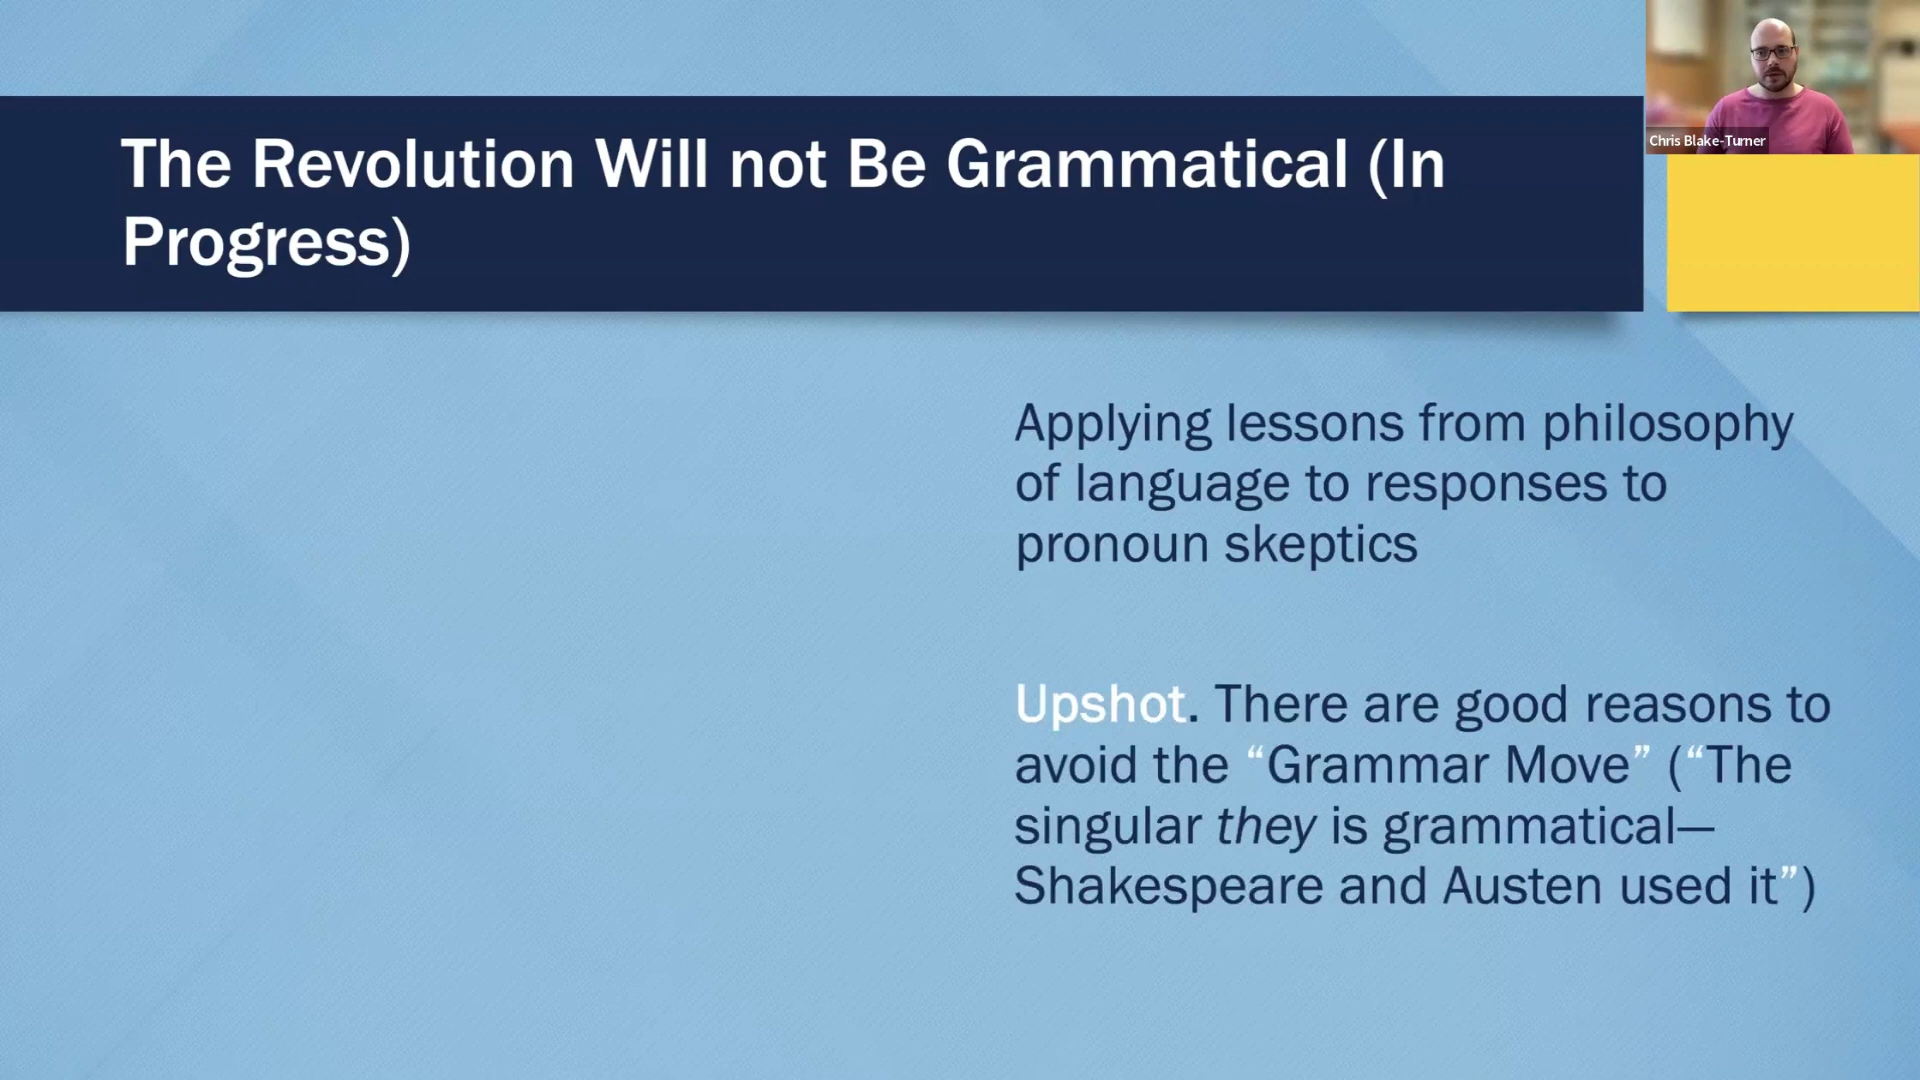 The Revolution Will not Be Grammatical (In
Progress)
Chris Blake-Turner
Applying lessons from philosophy
of language to responses to
pronoun skeptics
Upshot. There are good reasons to
avoid the “Grammar Move” (“The
singular they is grammatical—
Shakespeare and Austen used it”)